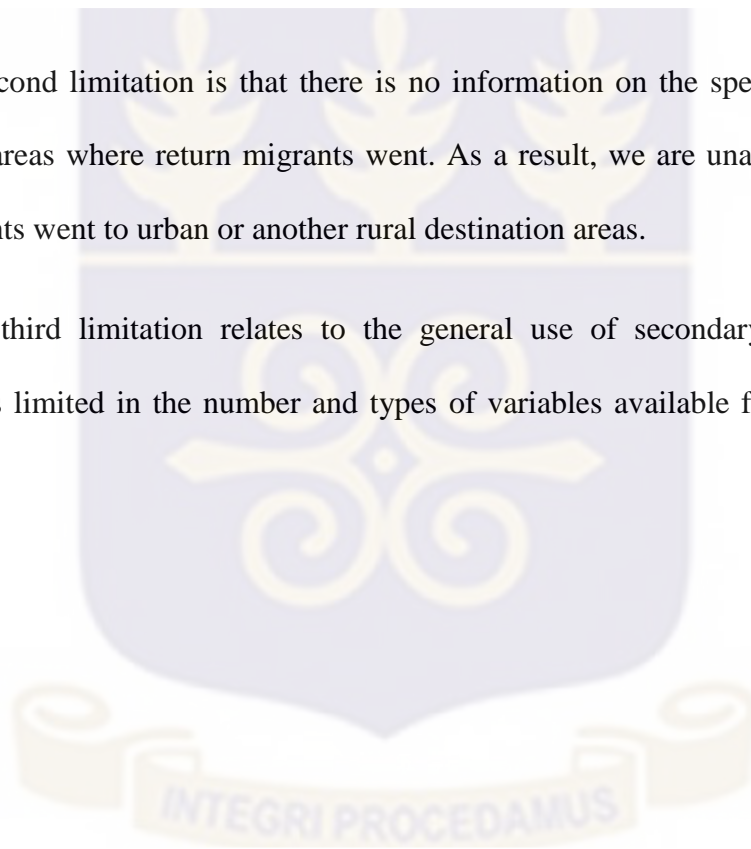 cond limitation is that there is no information on the spe
areas where return migrants went. As a result, we are una
nts went to urban or another rural destination areas.
third limitation relates to the general use of secondary
s limited in the number and types of variables available f
INTEGRI PROCEDAMUS